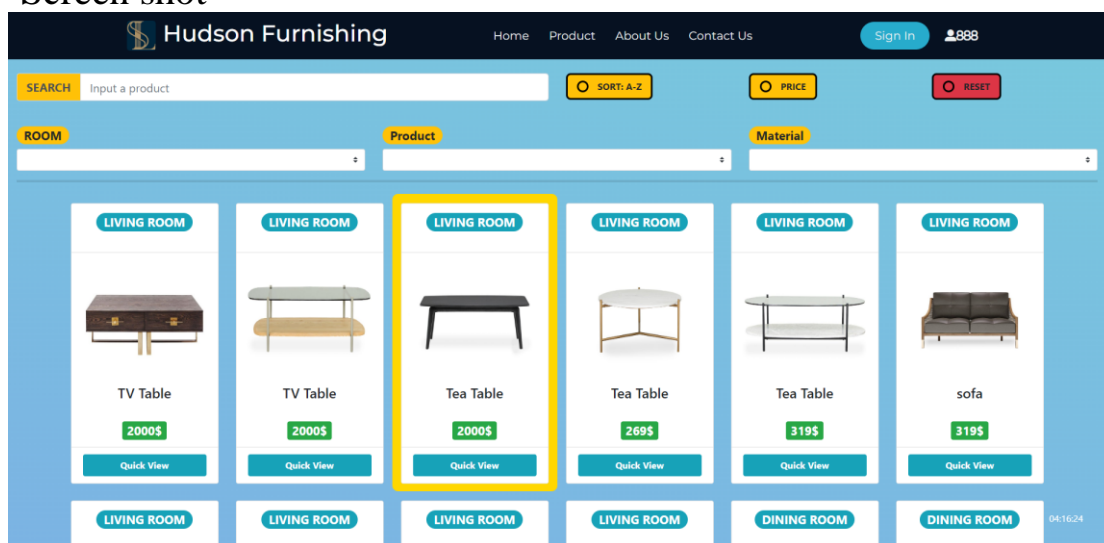 Screen shot
Hudson Furnishing
Home Product About Us Contact Us
Sign In
888
SEARCH Input a product
SORT: A-Z
PRICE
RESET
ROOM Product Material
LIVING ROOM LIVING ROOM LIVING ROOM LIVING ROOM LIVING ROOM LIVING ROOM
TV Table TV Table Tea Table Tea Table Tea Table sofa
2000$ 2000$ 2000$ 269$ 319$ 319$
Quick View Quick View Quick View Quick View Quick View Quick View
LIVING ROOM LIVING ROOM LIVING ROOM LIVING ROOM DINING ROOM DINING ROOM
04:16:24